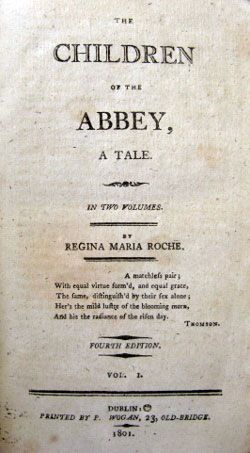 THE
CHILDREN
OF THE
ABBEY,
A TALE.
IN TWO VOLUMES.
BY
REGINA MARIA ROCHE.
A matchleſs pair;
With equal virtue form'd, and equal grace,
The ſame, diſtinguiſh'd by their ſex alone;
Her's the mild luſtre of the blooming morn,
And his the radiance of the riſen day.
THOMSON.
FOURTH EDITION.
VOL. I.
DUBLIN:
PRINTED BY P. WOGAN, 23, OLD-BRIDGE.
1801.